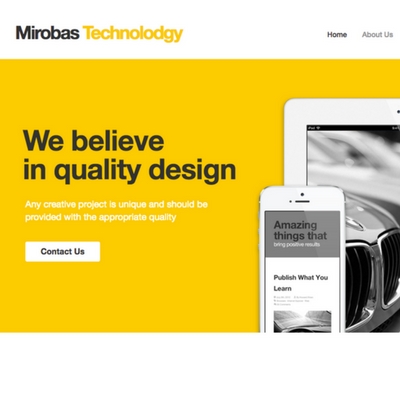 Mirobas Technolodgy
Home About Us
We believe
in quality design
Any creative project is unique and should be
provided with the appropriate quality
Contact Us
iPad
Amazing
things that
bring positive results
Publish What You
Learn